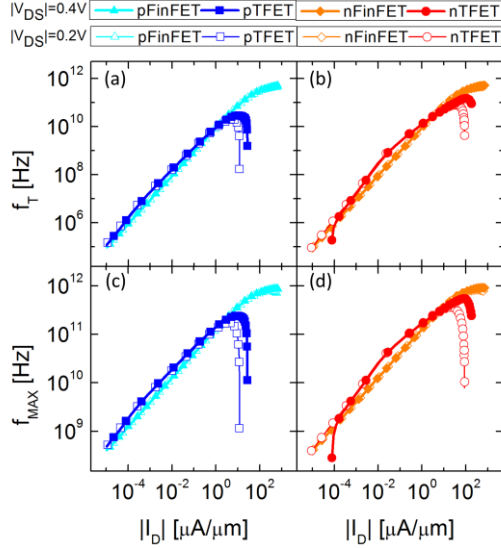 |V_DS|=0.4V pFinFET pTFET nFinFET nTFET
|V_DS|=0.2V pFinFET pTFET nFinFET nTFET
(a) (b)
f_T [Hz]
10^12
10^10
10^8
10^6
(c) (d)
f_MAX [Hz]
10^12
10^11
10^10
10^9
10^-4 10^-2 10^0 10^2 10^-4 10^-2 10^0 10^2
|I_D| [μA/μm] |I_D| [μA/μm]